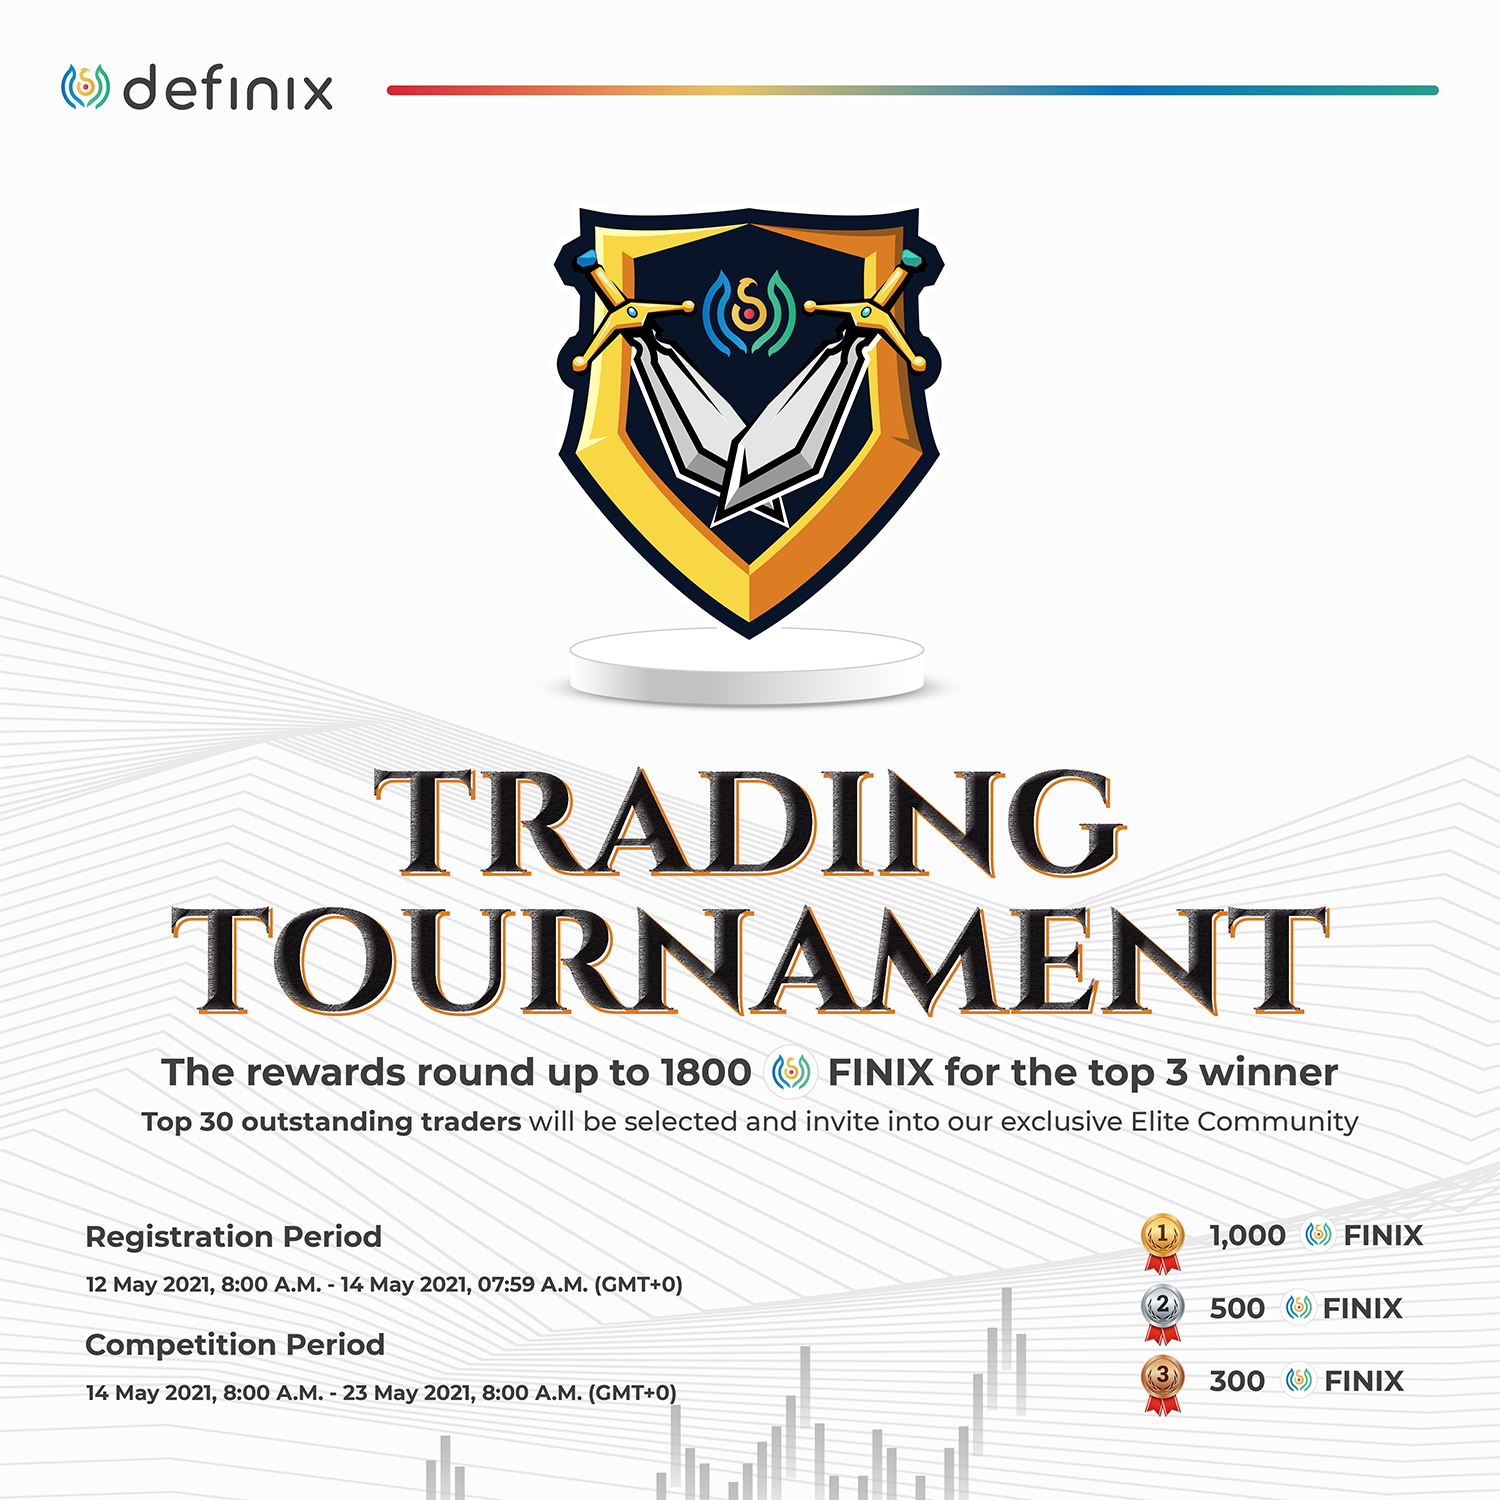 definix
TRADING
TOURNAMENT
The rewards round up to 1800 FINIX for the top 3 winner
Top 30 outstanding traders will be selected and invite into our exclusive Elite Community
Registration Period
12 May 2021, 8:00 A.M. - 14 May 2021, 07:59 A.M. (GMT+0)
Competition Period
14 May 2021, 8:00 A.M. - 23 May 2021, 8:00 A.M. (GMT+0)
1 1,000 FINIX
2 500 FINIX
3 300 FINIX